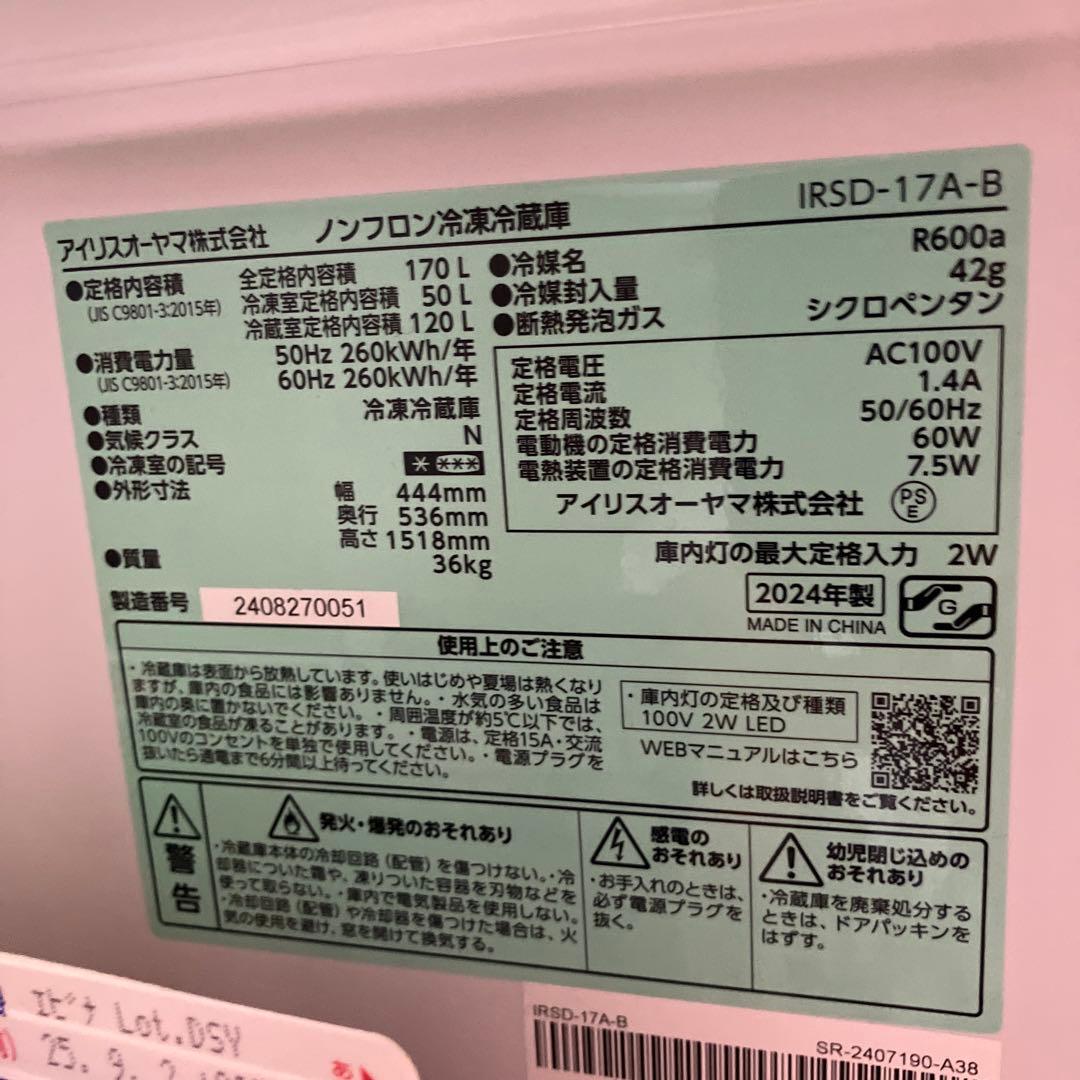 アイリスオーヤマ株式会社 ノンフロン冷凍冷蔵庫 IRSD-17A-B
●定格内容積
(JIS C9801-3:2015年)
全定格内容積 170 L
冷凍室定格内容積 50 L
冷蔵室定格内容積 120 L
●消費電力量
(JIS C9801-3:2015年)
50Hz 260kWh/年
60Hz 260kWh/年
●種類 冷凍冷蔵庫
●気候クラス N
●冷凍室の記号
●外形寸法 幅 444mm
奥行 536mm
高さ 1518mm
●質量 36kg
製造番号 2408270051
●冷媒名 R600a
●冷媒封入量 42g
●断熱発泡ガス シクロペンタン
定格電圧 AC100V
定格電流 1.4A
定格周波数 50/60Hz
電動機の定格消費電力 60W
電熱装置の定格消費電力 7.5W
アイリスオーヤマ株式会社 PSE
庫内灯の最大定格入力 2W
2024年製
MADE IN CHINA
G
使用上のご注意
・冷蔵庫は表面から放熱しています。使いはじめや夏場は熱くなり
ますが、庫内の食品には影響ありません。・水気の多い食品は
庫内の奥に置かないでください。・周囲温度が約5℃以下では、
冷蔵室の食品が凍ることがあります。・電源は、定格15A・交流
100Vのコンセントを単独で使用してください。・電源プラグを
抜いたら通電まで6分間以上待ってください。
・庫内灯の定格及び種類
100V 2W LED
WEBマニュアルはこちら
詳しくは取扱説明書をご覧ください。
警告
発火・爆発のおそれあり
・冷蔵庫本体の冷却回路（配管）を傷つけない。・冷
却器についた霜や、凍りついた容器を刃物などを
使って取らない。・庫内で電気製品を使用しない。
・冷却回路（配管）や冷却器を傷つけた場合は、火
気の使用を避け、窓を開けて換気する。
感電の
おそれあり
・お手入れのときは、
必ず電源プラグを
抜く。
幼児閉じ込めの
おそれあり
・冷蔵庫を廃棄処分する
ときは、ドアパッキンを
はずす。
IRSD-17A-B
SR-2407190-A38
エビナ Lot.DSY
25. 9. 2
あ